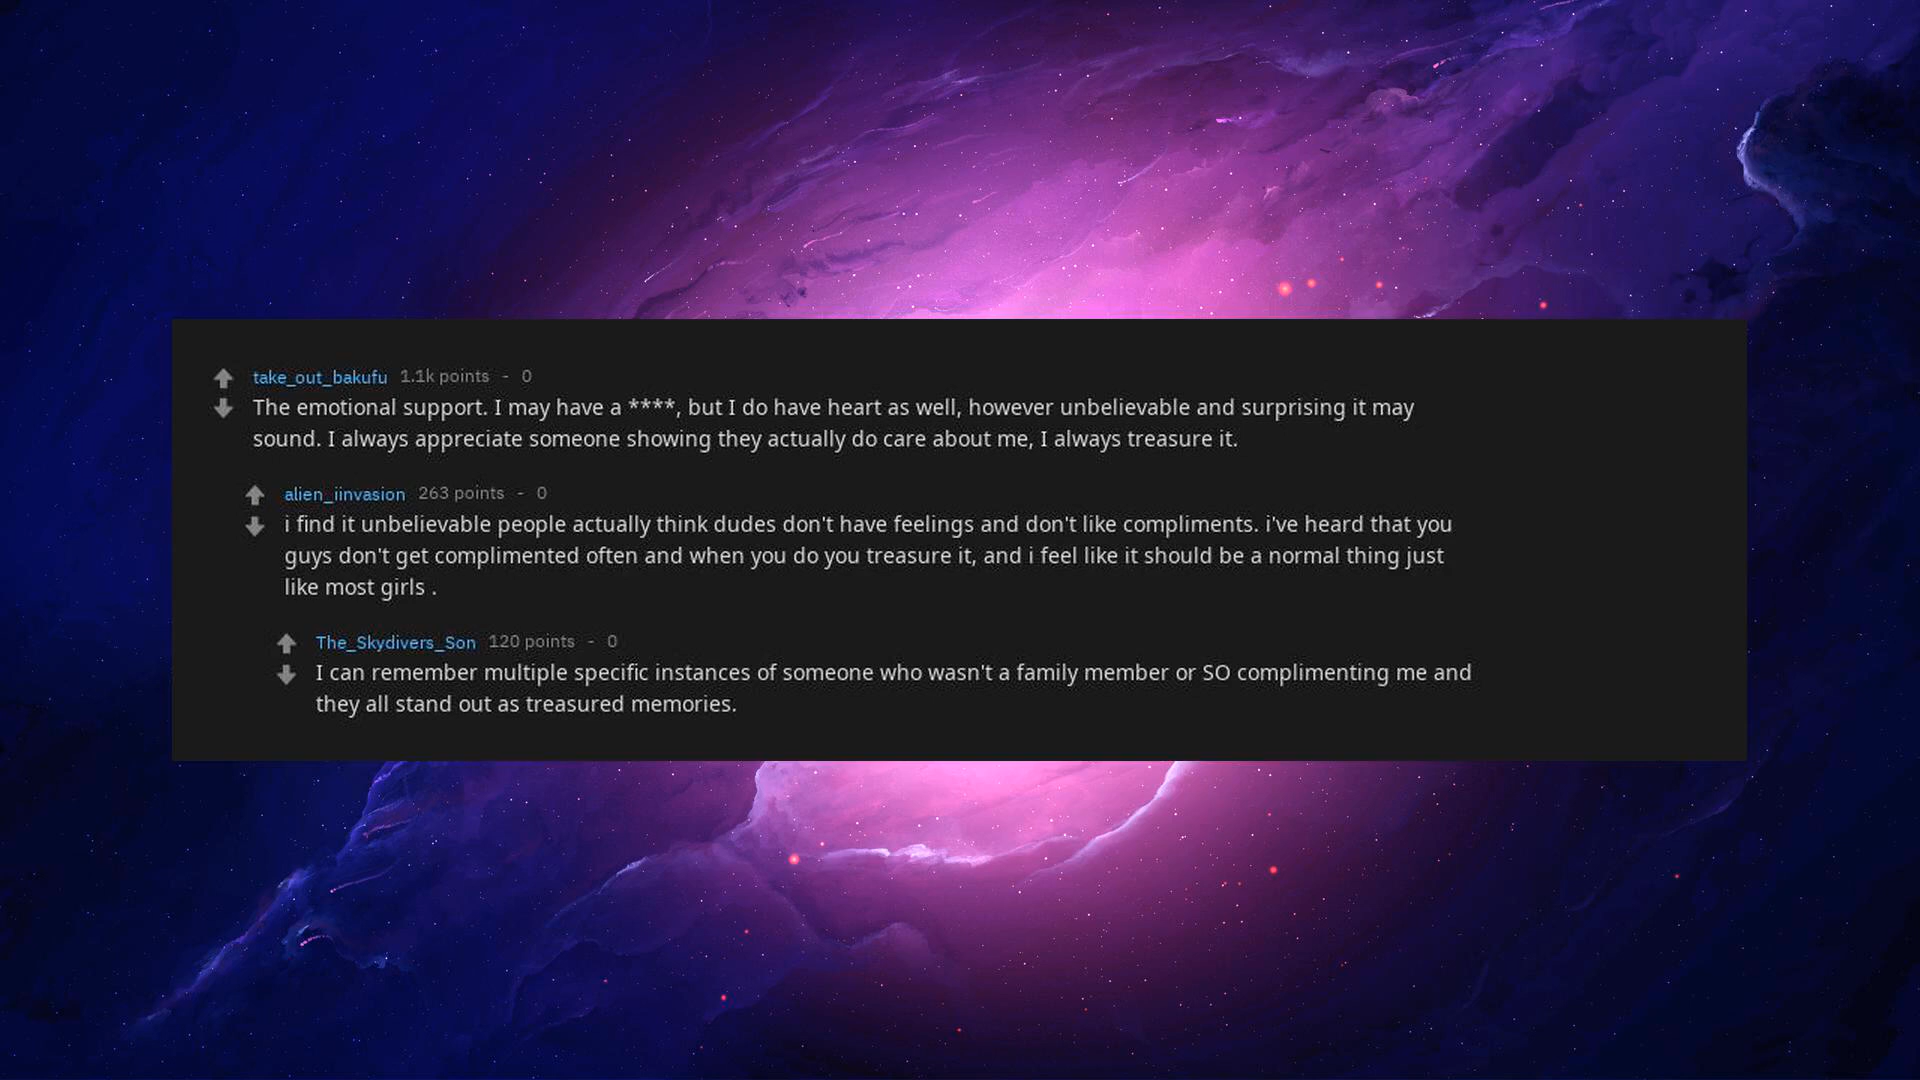 take_out_bakufu 1.1k points - 0
The emotional support. I may have a ****, but I do have heart as well, however unbelievable and surprising it may
sound. I always appreciate someone showing they actually do care about me, I always treasure it.
alien_iinvasion 263 points - 0
i find it unbelievable people actually think dudes don't have feelings and don't like compliments. i've heard that you
guys don't get complimented often and when you do you treasure it, and i feel like it should be a normal thing just
like most girls .
The_Skydivers_Son 120 points - 0
I can remember multiple specific instances of someone who wasn't a family member or SO complimenting me and
they all stand out as treasured memories.